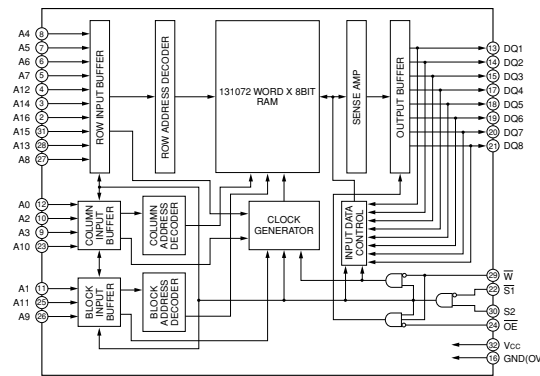 A4 8
A5 7
A6 6
A7 5
A12 4
A14 3
A16 2
A15 31
A13 28
A8 27
A0 12
A2 10
A3 9
A10 23
A1 11
A11 25
A9 26
ROW INPUT BUFFER
ROW ADDRESS DECODER
131072 WORD X 8BIT
RAM
SENSE AMP
OUTPUT BUFFER
13 DQ1
14 DQ2
15 DQ3
17 DQ4
18 DQ5
19 DQ6
20 DQ7
21 DQ8
COLUMN
INPUT
BUFFER
COLUMN
ADDRESS
DECODER
CLOCK
GENERATOR
INPUT DATA
CONTROL
BLOCK
INPUT
BUFFER
BLOCK
ADDRESS
DECODER
29 W̅
22 S̅1̅
30 S2
24 O̅E̅
32 Vcc
16 GND(OV